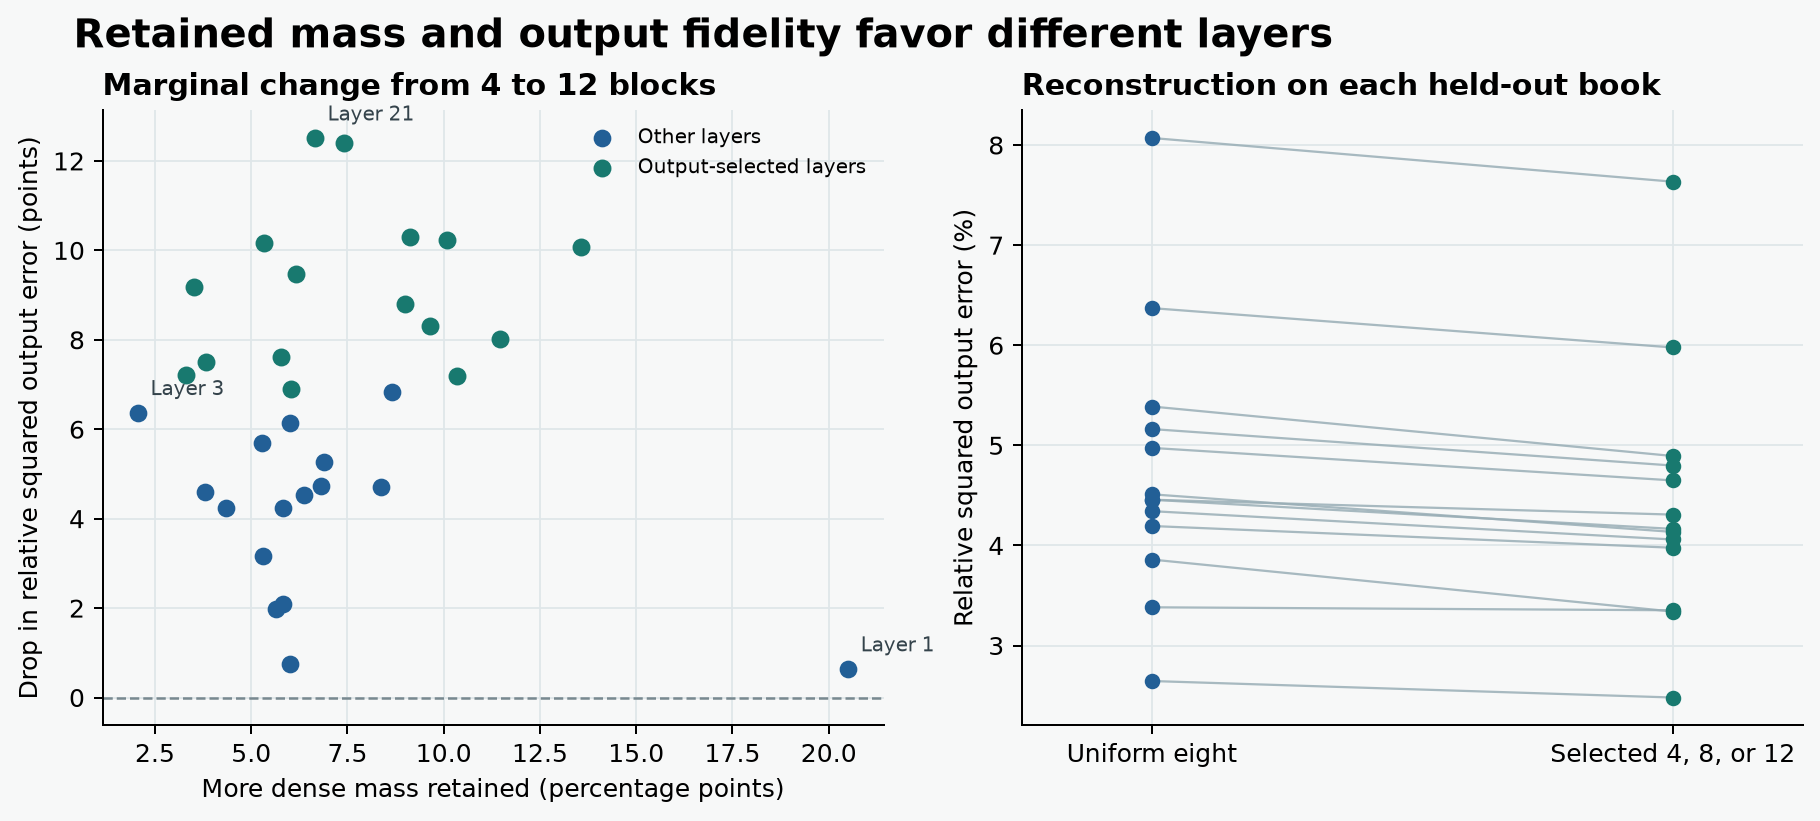 Retained mass and output fidelity favor different layers
Marginal change from 4 to 12 blocks
Drop in relative squared output error (points)
12
10
8
6
4
2
0
Layer 21
Layer 3
Layer 1
Other layers
Output-selected layers
2.5
5.0
7.5
10.0
12.5
15.0
17.5
20.0
More dense mass retained (percentage points)
Reconstruction on each held-out book
Relative squared output error (%)
8
7
6
5
4
3
Uniform eight
Selected 4, 8, or 12